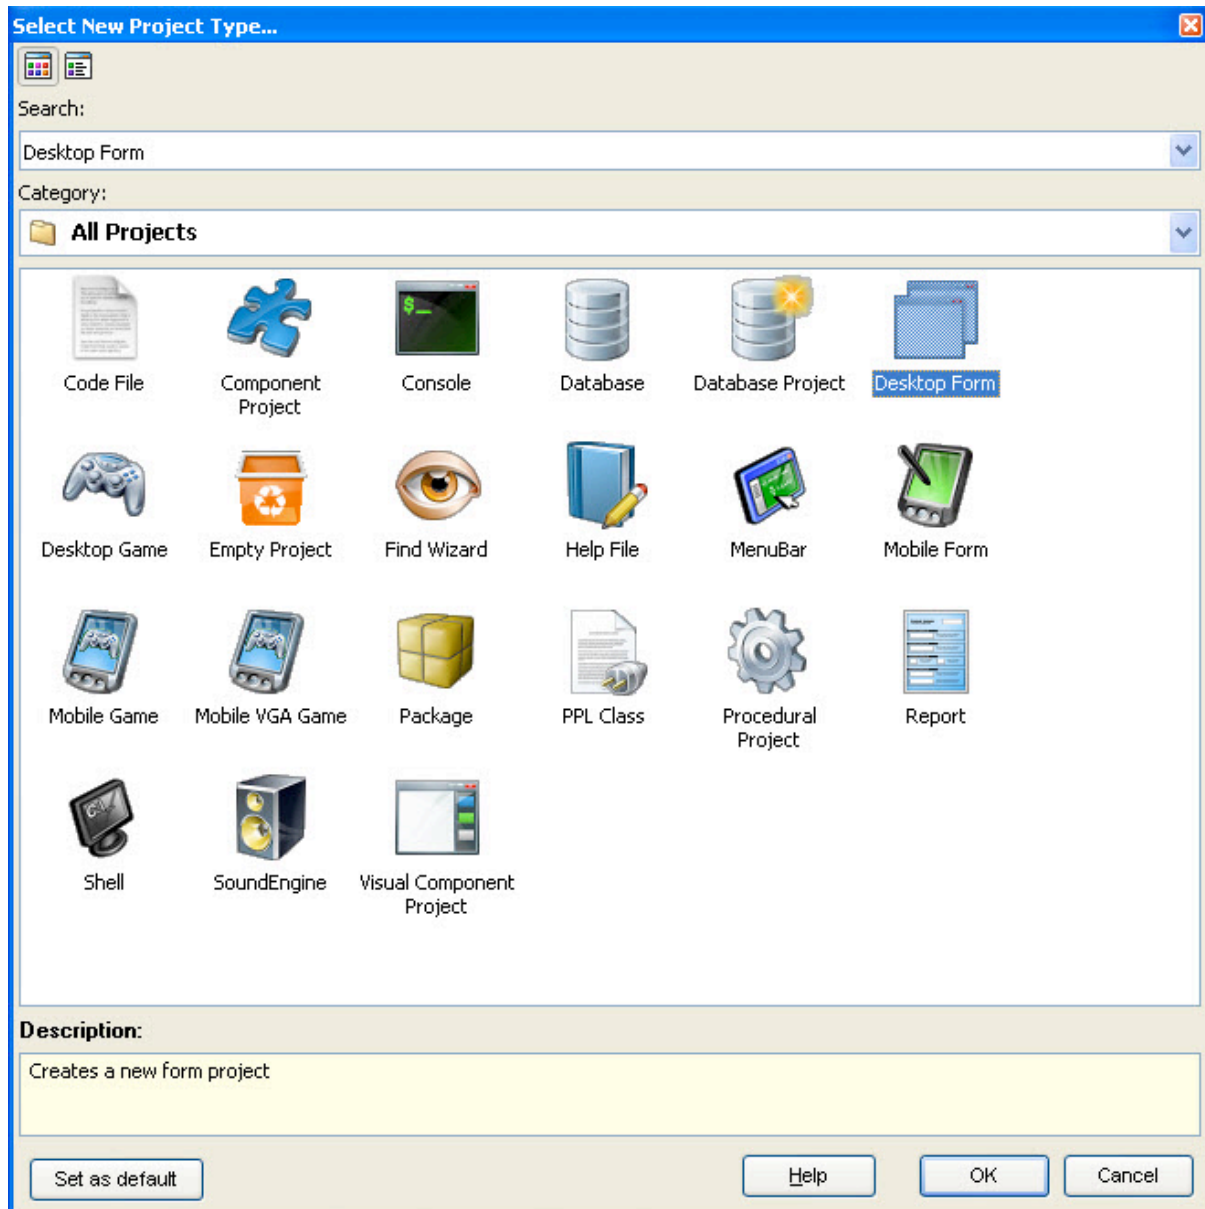 Select New Project Type...
Search:
Desktop Form
Category:
All Projects
Code File
Component
Project
Console
Database
Database Project
Desktop Form
Desktop Game
Empty Project
Find Wizard
Help File
MenuBar
Mobile Form
Mobile Game
Mobile VGA Game
Package
PPL Class
Procedural
Project
Report
Shell
SoundEngine
Visual Component
Project
Description:
Creates a new form project
Set as default
Help
OK
Cancel